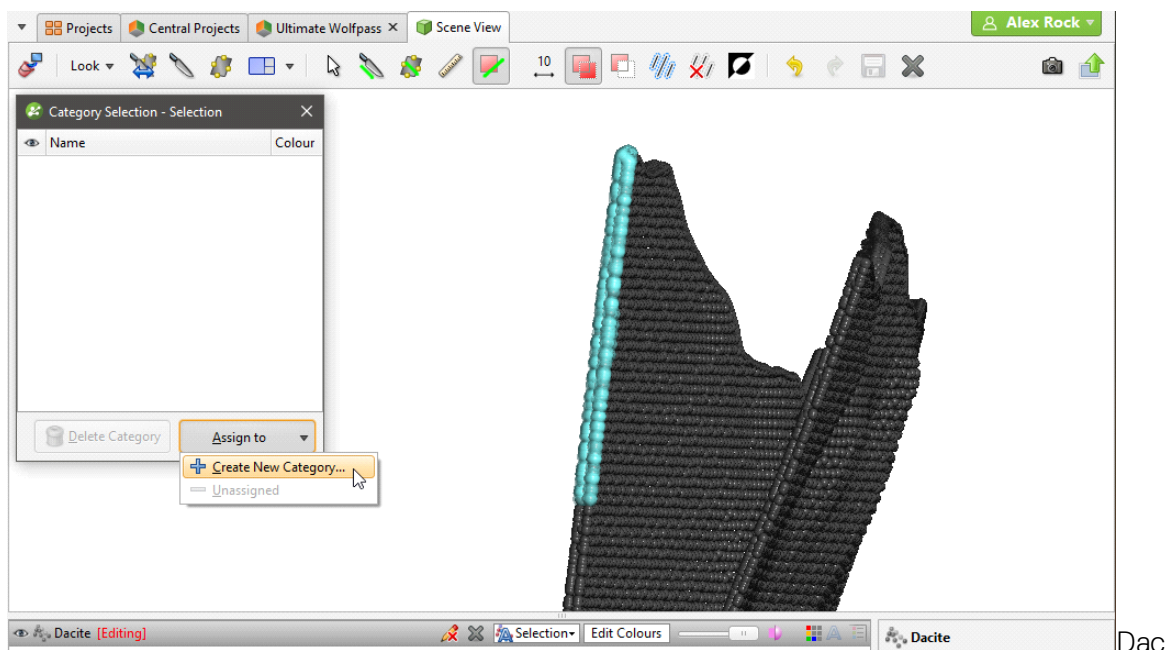 Projects Central Projects Ultimate Wolfpass Scene View Alex Rock
Look 10
Category Selection - Selection
Name Colour
Delete Category Assign to
Create New Category...
Unassigned
Dacite [Editing] Selection Edit Colours Dacite
Dac